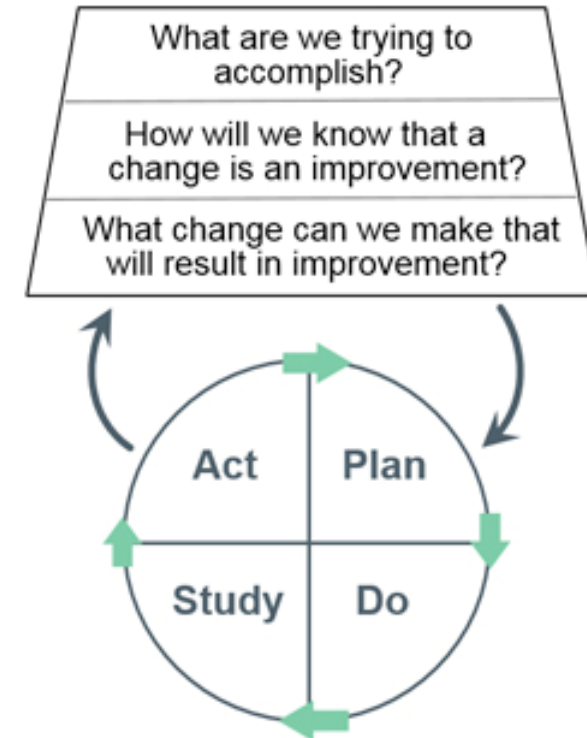 What are we trying to
accomplish?
How will we know that a
change is an improvement?
What change can we make that
will result in improvement?
Act
Plan
Study
Do